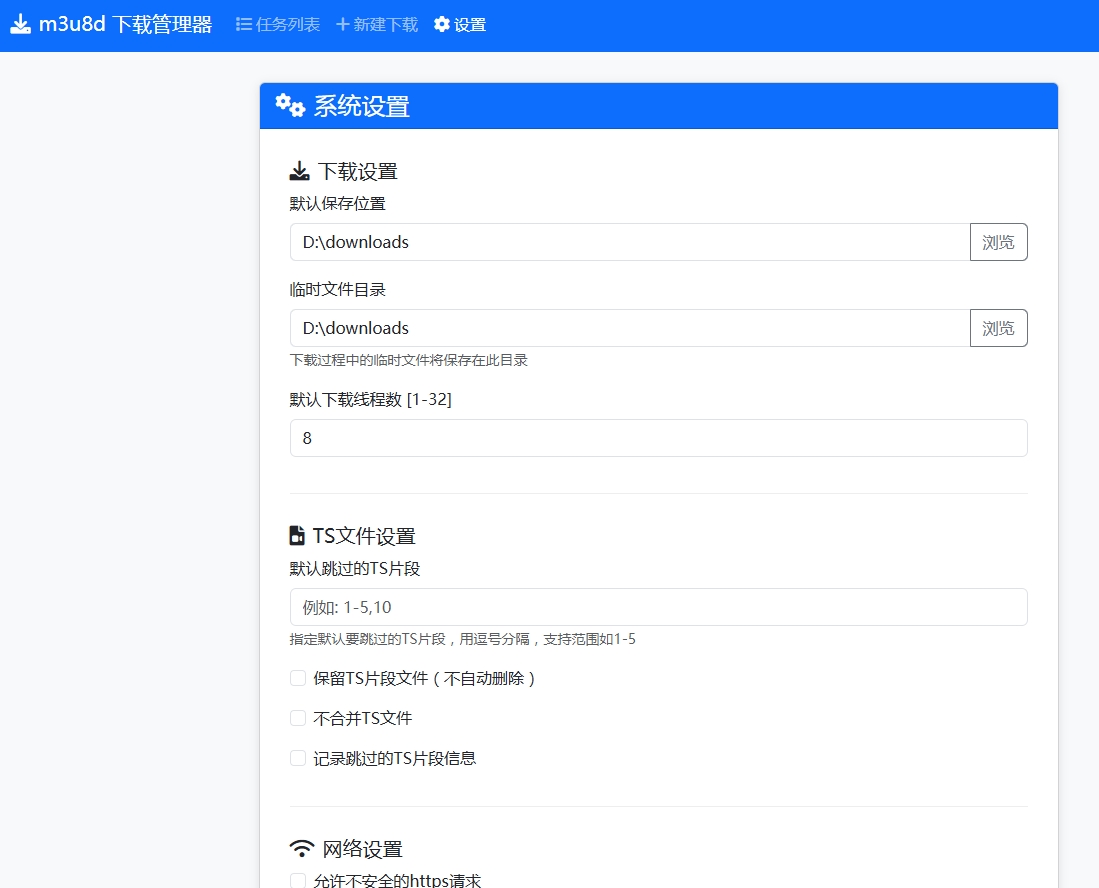 m3u8d 下载管理器 任务列表 新建下载 设置
系统设置
下载设置
默认保存位置
D:\downloads 浏览
临时文件目录
D:\downloads 浏览
下载过程中的临时文件将保存在此目录
默认下载线程数 [1-32]
8
TS文件设置
默认跳过的TS片段
例如: 1-5,10
指定默认要跳过的TS片段，用逗号分隔，支持范围如1-5
保留TS片段文件（不自动删除）
不合并TS文件
记录跳过的TS片段信息
网络设置
允许不安全的https请求